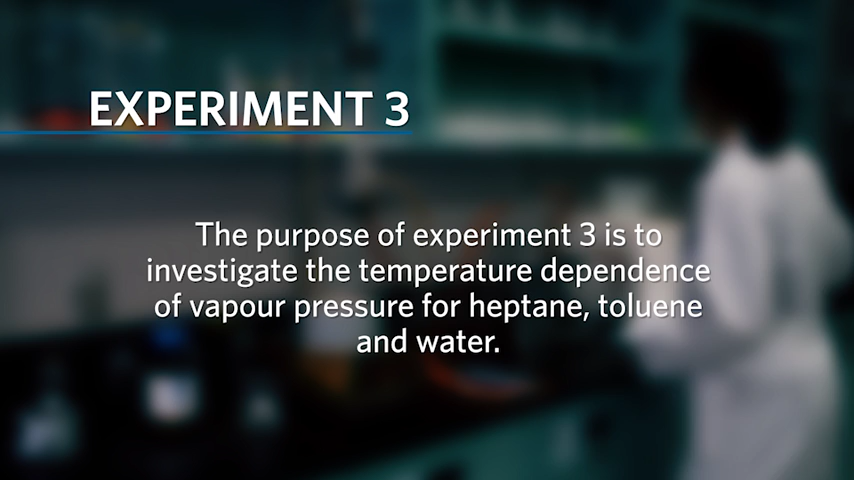 EXPERIMENT 3
The purpose of experiment 3 is to
investigate the temperature dependence
of vapour pressure for heptane, toluene
and water.